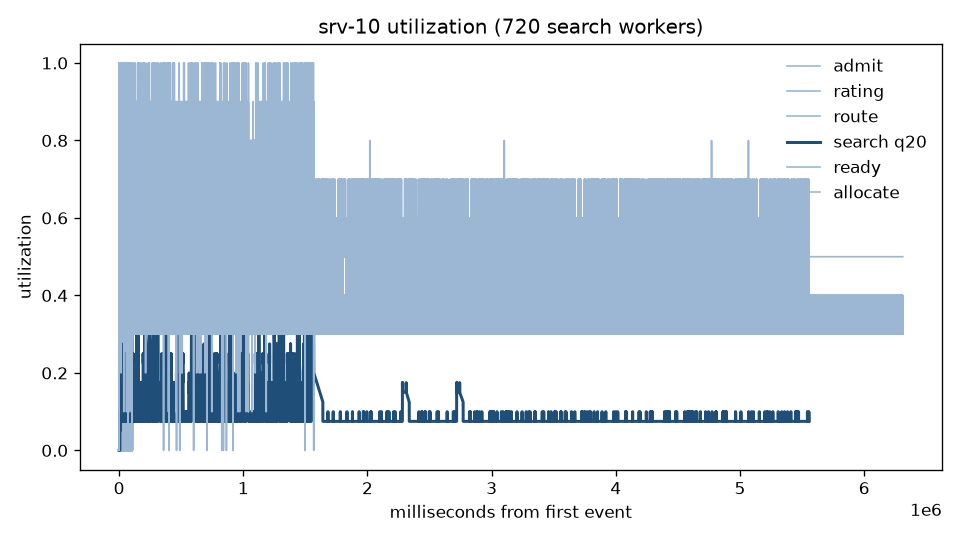 srv-10 utilization (720 search workers)
1.0
0.8
0.6
0.4
0.2
0.0
utilization
admit
rating
route
search q20
ready
allocate
0 1 2 3 4 5 6
1e6
milliseconds from first event